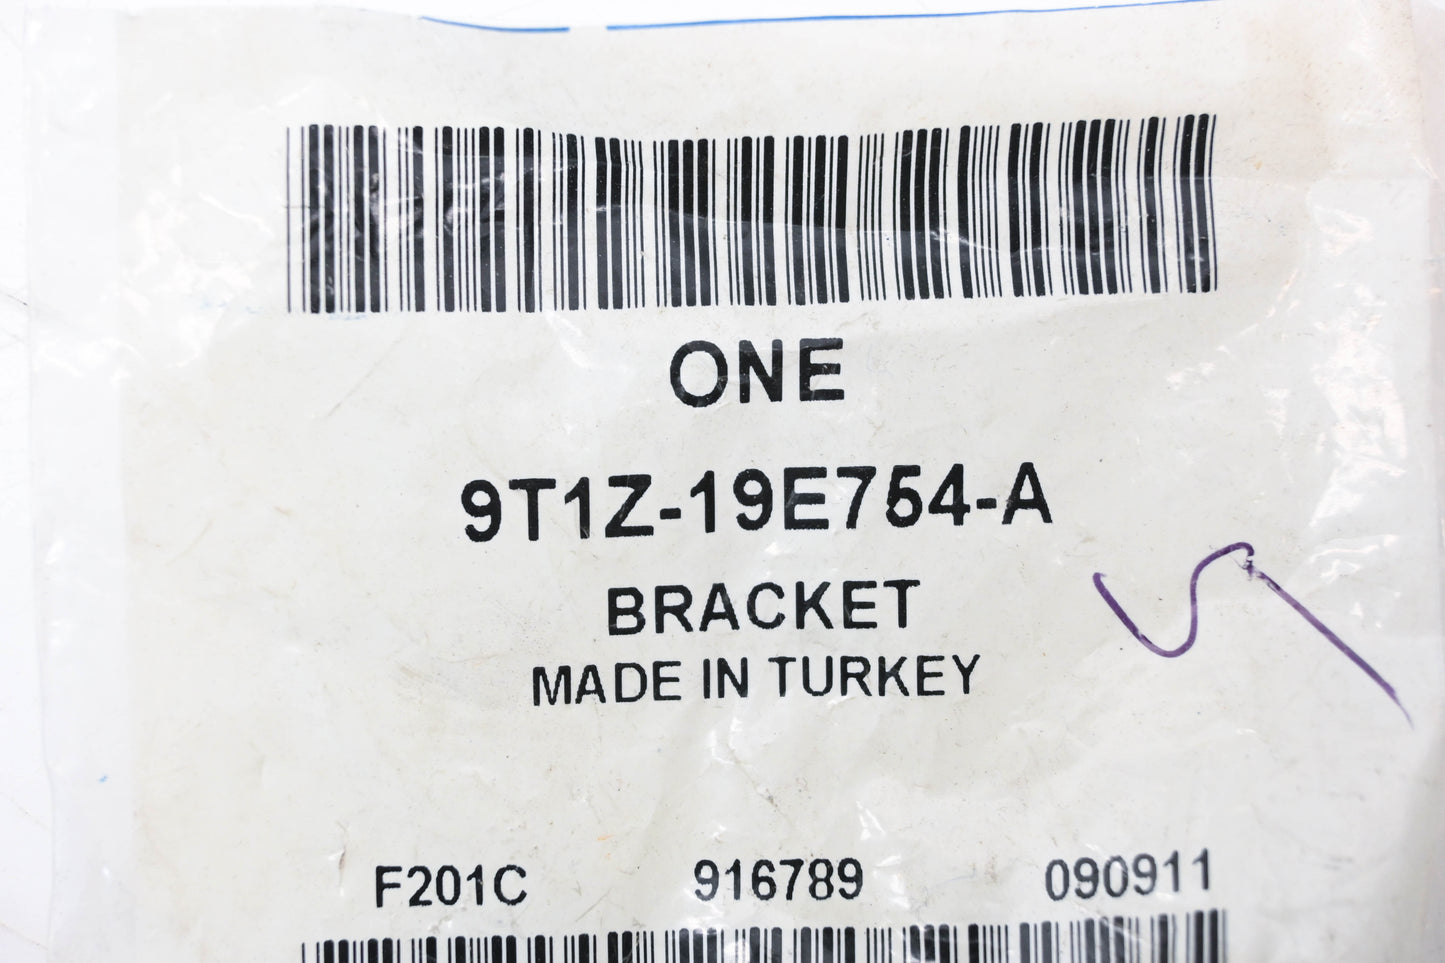 ONE
9T1Z-19E754-A
BRACKET
MADE IN TURKEY
F201C 916789 090911